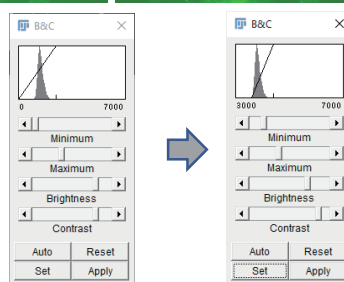 B&C
0 7000
Minimum
Maximum
Brightness
Contrast
Auto Reset
Set Apply
B&C
3000 7000
Minimum
Maximum
Brightness
Contrast
Auto Reset
Set Apply